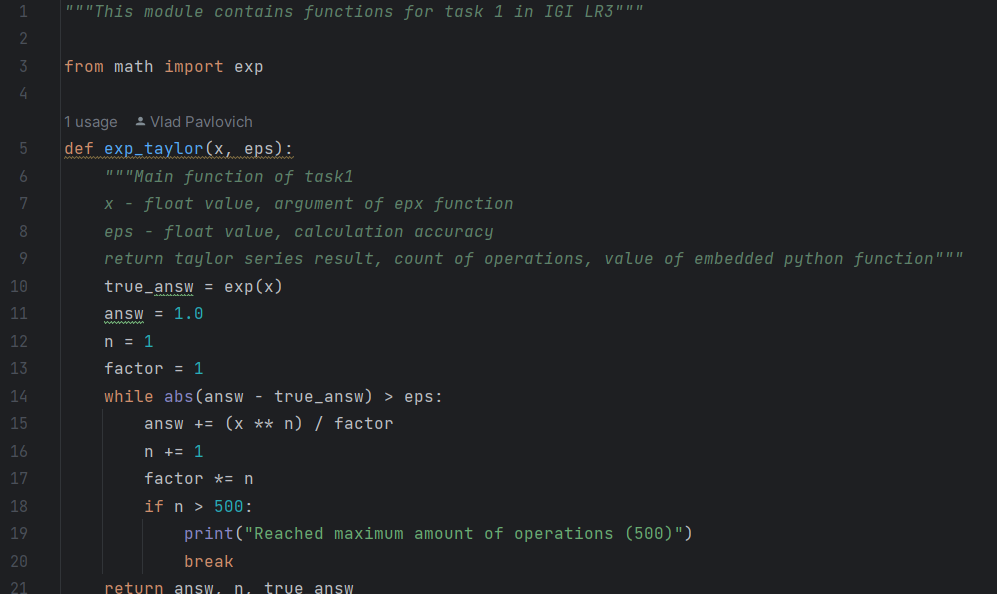 1 """This module contains functions for task 1 in IGI LR3"""
2
3 from math import exp
4
1 usage Vlad Pavlovich
5 def exp_taylor(x, eps):
6 """Main function of task1
7 x - float value, argument of epx function
8 eps - float value, calculation accuracy
9 return taylor series result, count of operations, value of embedded python function"""
10 true_answ = exp(x)
11 answ = 1.0
12 n = 1
13 factor = 1
14 while abs(answ - true_answ) > eps:
15 answ += (x ** n) / factor
16 n += 1
17 factor *= n
18 if n > 500:
19 print("Reached maximum amount of operations (500)")
20 break
21 return answ, n, true_answ